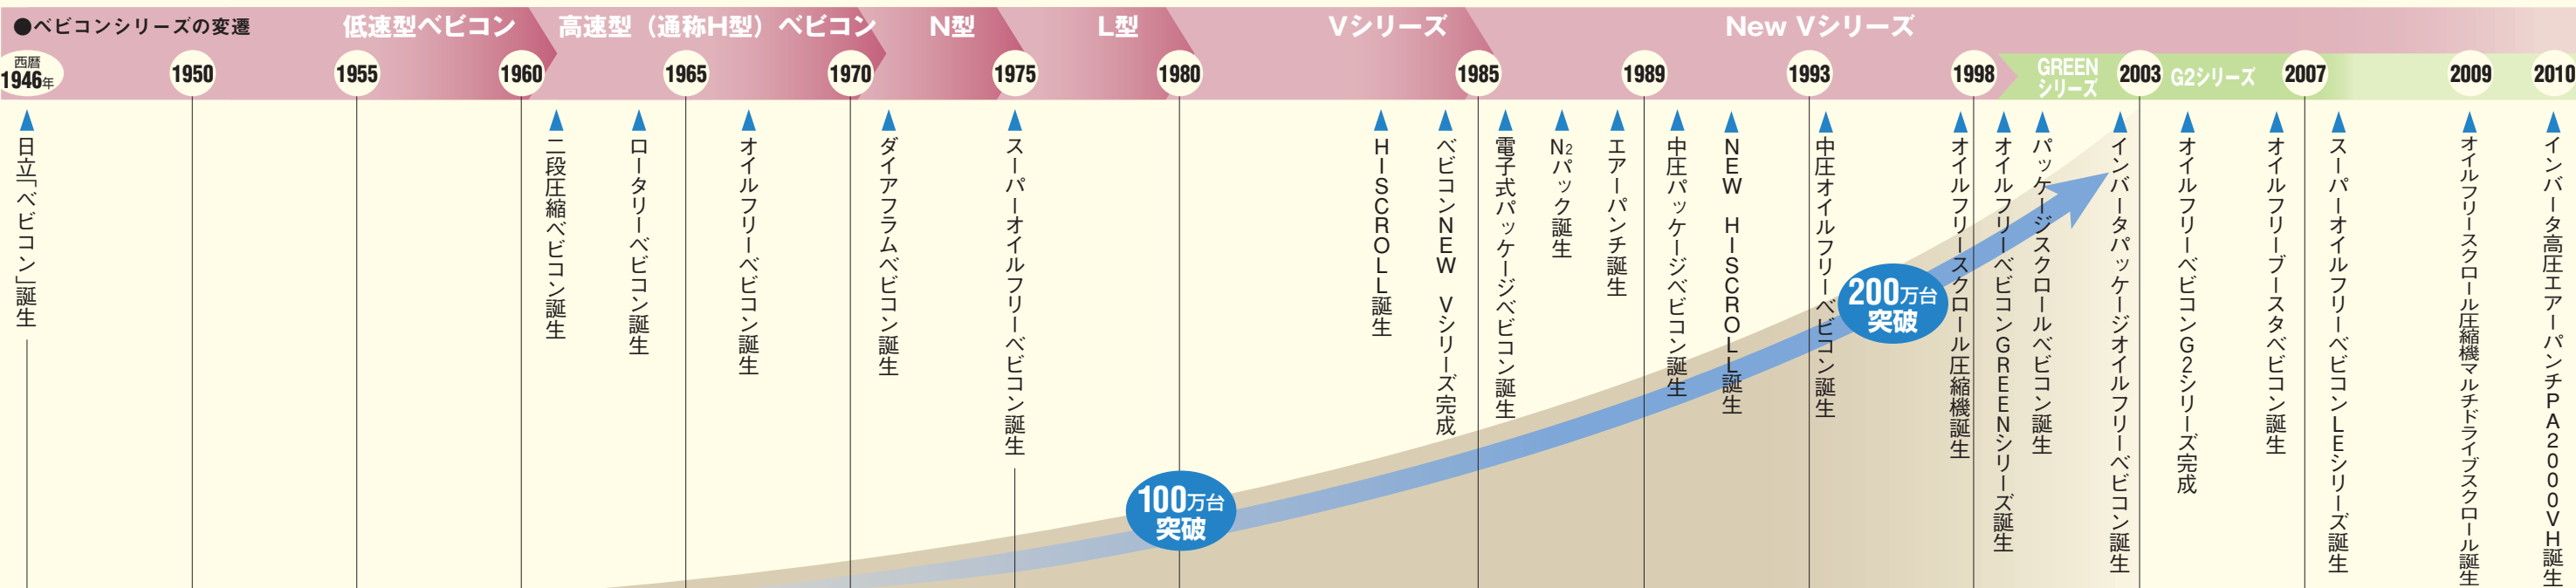 ●ベビコンシリーズの変遷
低速型ベビコン
高速型（通称H型）ベビコン
N型
L型
Vシリーズ
New Vシリーズ
西暦
1946年
1950
1955
1960
1965
1970
1975
1980
1985
1989
1993
1998
GREEN
シリーズ
2003
G2シリーズ
2007
2009
2010
日立「ベビコン」誕生
二段圧縮ベビコン誕生
ロータリーベビコン誕生
オイルフリーベビコン誕生
ダイアフラムベビコン誕生
スーパーオイルフリーベビコン誕生
HISCROLL誕生
ベビコンNEW Vシリーズ完成
電子式パッケージベビコン誕生
N2パック誕生
エアーパンチ誕生
中圧パッケージベビコン誕生
NEW HISCROLL誕生
中圧オイルフリーベビコン誕生
オイルフリースクロール圧縮機誕生
オイルフリーベビコンGREENシリーズ誕生
パッケージスクロールベビコン誕生
インバータパッケージオイルフリーベビコン誕生
オイルフリーベビコンG2シリーズ完成
オイルフリーブースタベビコン誕生
スーパーオイルフリーベビコンLEシリーズ誕生
オイルフリースクロール圧縮機マルチドライブスクロール誕生
インバータ高圧エアーパンチPA2000VH誕生
100万台
突破
200万台
突破